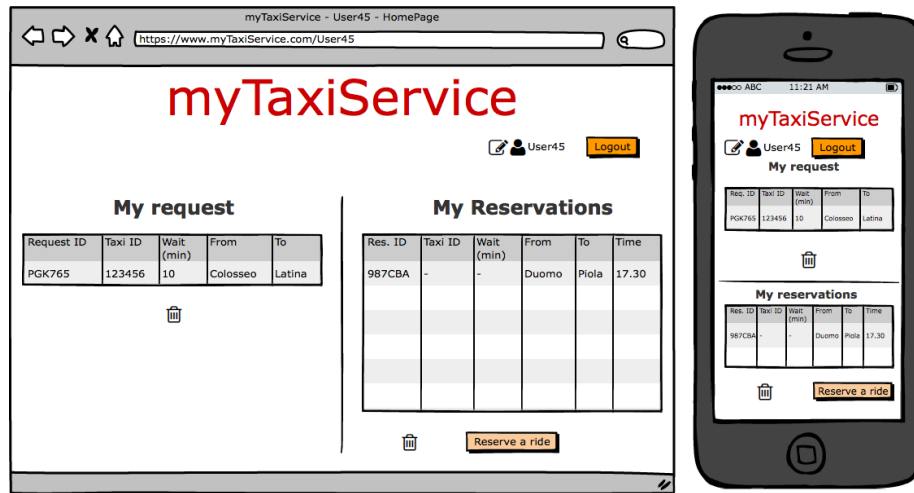 myTaxiService - User45 - HomePage
https://www.myTaxiService.com/User45
myTaxiService
User45 Logout
My request
Request ID Taxi ID Wait (min) From To
PGK765 123456 10 Colosseo Latina
My Reservations
Res. ID Taxi ID Wait (min) From To Time
987CBA - - Duomo Piola 17.30
Reserve a ride
ABC 11:21 AM
myTaxiService
User45 Logout
My request
Req. ID Taxi ID Wait (min) From To
PGK765 123456 10 Colosseo Latina
My reservations
Res. ID Taxi ID Wait (min) From To Time
987CBA - - Duomo Piola 17.30
Reserve a ride